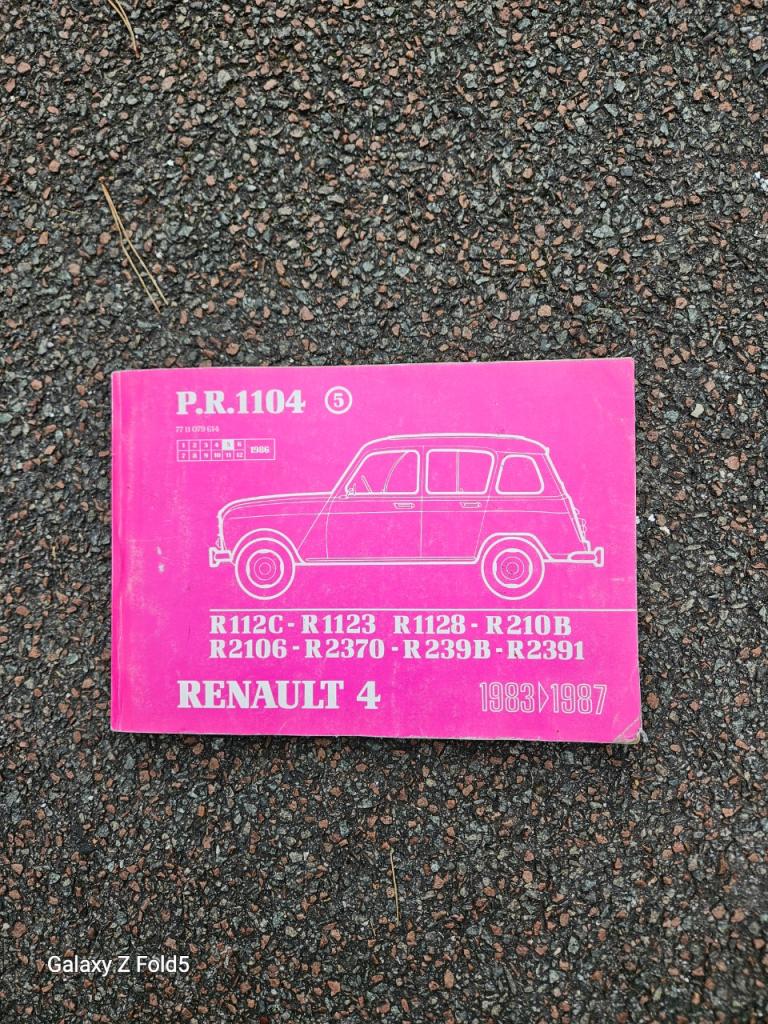 P.R.1104 5
77 11 079 614
1 2 3 4 5 6
7 8 9 10 11 12 1986
R112C - R1123 R1128 - R210B
R2106 - R2370 - R239B - R2391
RENAULT 4 1983▷1987
Galaxy Z Fold5